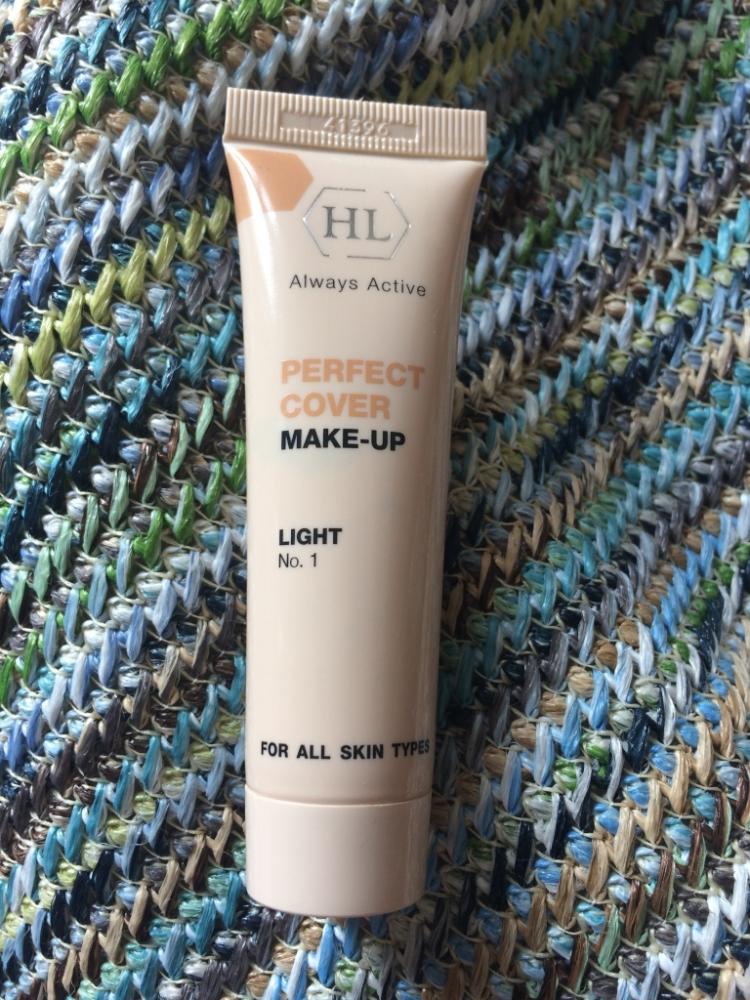 41396
HL
Always Active
PERFECT
COVER
MAKE-UP
LIGHT
No. 1
FOR ALL SKIN TYPES